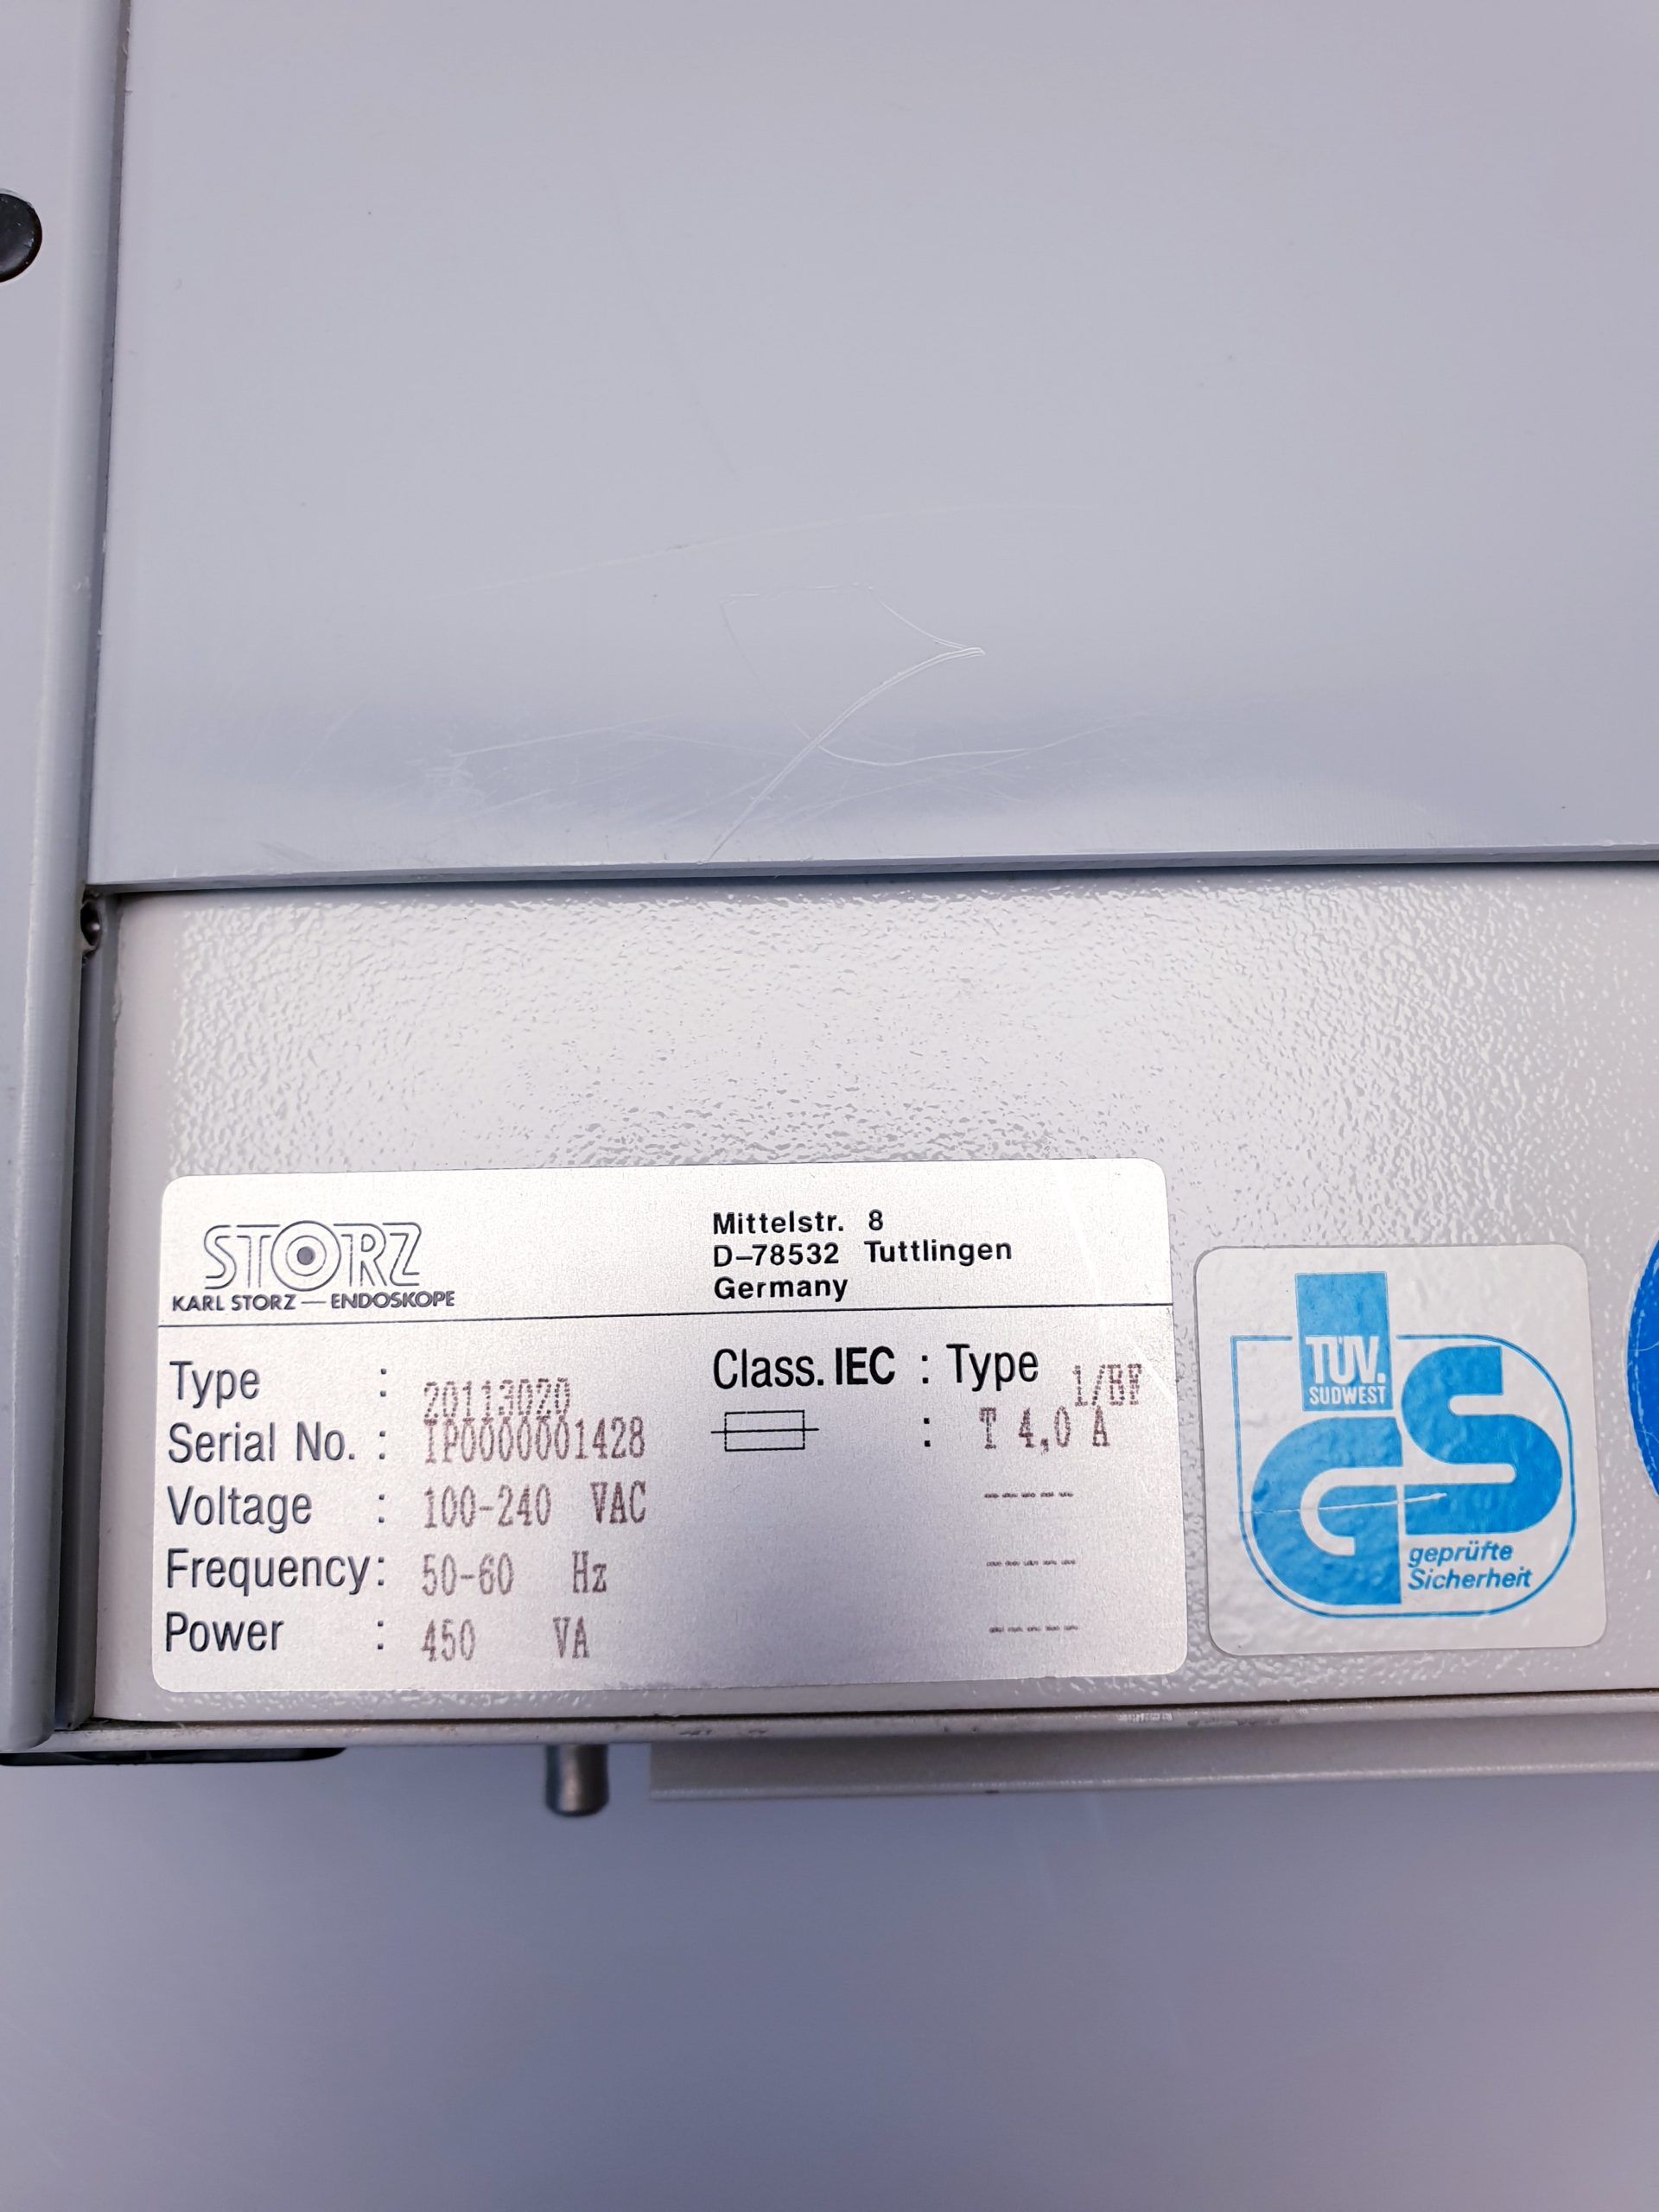 STORZ
KARL STORZ — ENDOSKOPE
Mittelstr. 8
D–78532 Tuttlingen
Germany
Type : 20113020
Serial No. : IP0000001428
Voltage : 100-240 VAC
Frequency: 50-60 Hz
Power : 450 VA
Class. IEC : Type 1/BF
: T 4,0 A
-----
-----
-----
TÜV.
SÜDWEST
GS
geprüfte
Sicherheit